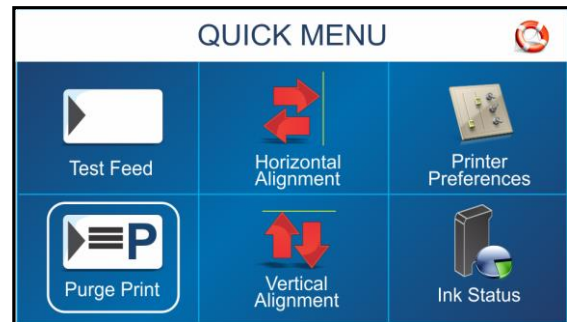 QUICK MENU
Test Feed
Horizontal
Alignment
Printer
Preferences
P
Purge Print
Vertical
Alignment
Ink Status